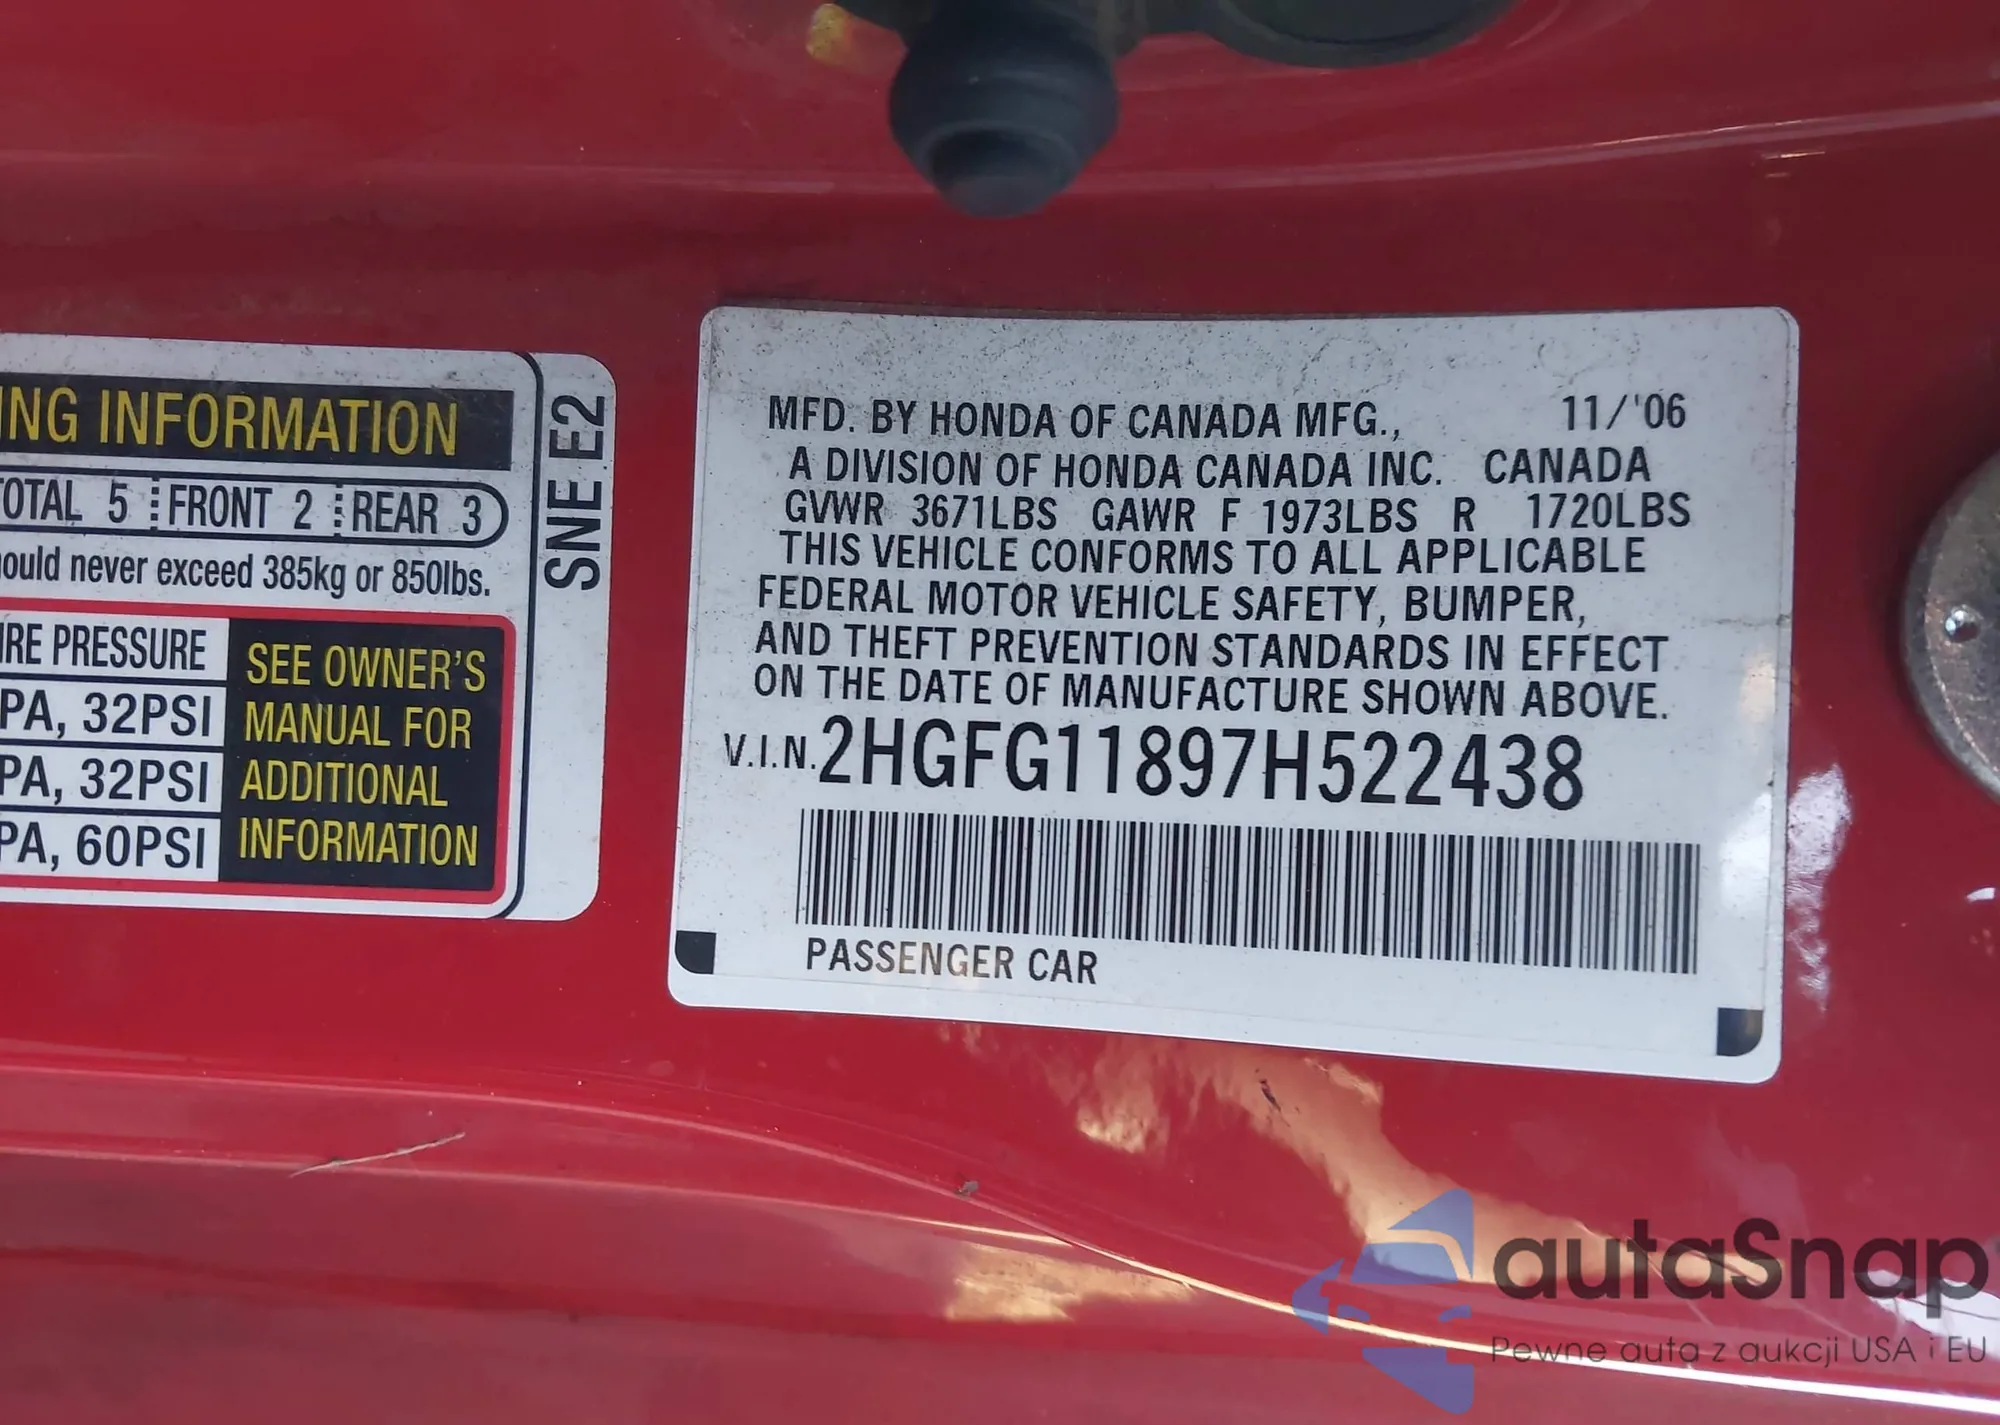 ING INFORMATION
TOTAL 5 FRONT 2 REAR 3
ould never exceed 385kg or 850lbs.
IRE PRESSURE
PA, 32PSI
PA, 32PSI
PA, 60PSI
SEE OWNER'S
MANUAL FOR
ADDITIONAL
INFORMATION
SNE E2
MFD. BY HONDA OF CANADA MFG., 11/'06
A DIVISION OF HONDA CANADA INC. CANADA
GVWR 3671LBS GAWR F 1973LBS R 1720LBS
THIS VEHICLE CONFORMS TO ALL APPLICABLE
FEDERAL MOTOR VEHICLE SAFETY, BUMPER,
AND THEFT PREVENTION STANDARDS IN EFFECT
ON THE DATE OF MANUFACTURE SHOWN ABOVE.
V.I.N. 2HGFG11897H522438
PASSENGER CAR
autaSnap
Pewne auta z aukcji USA i EU